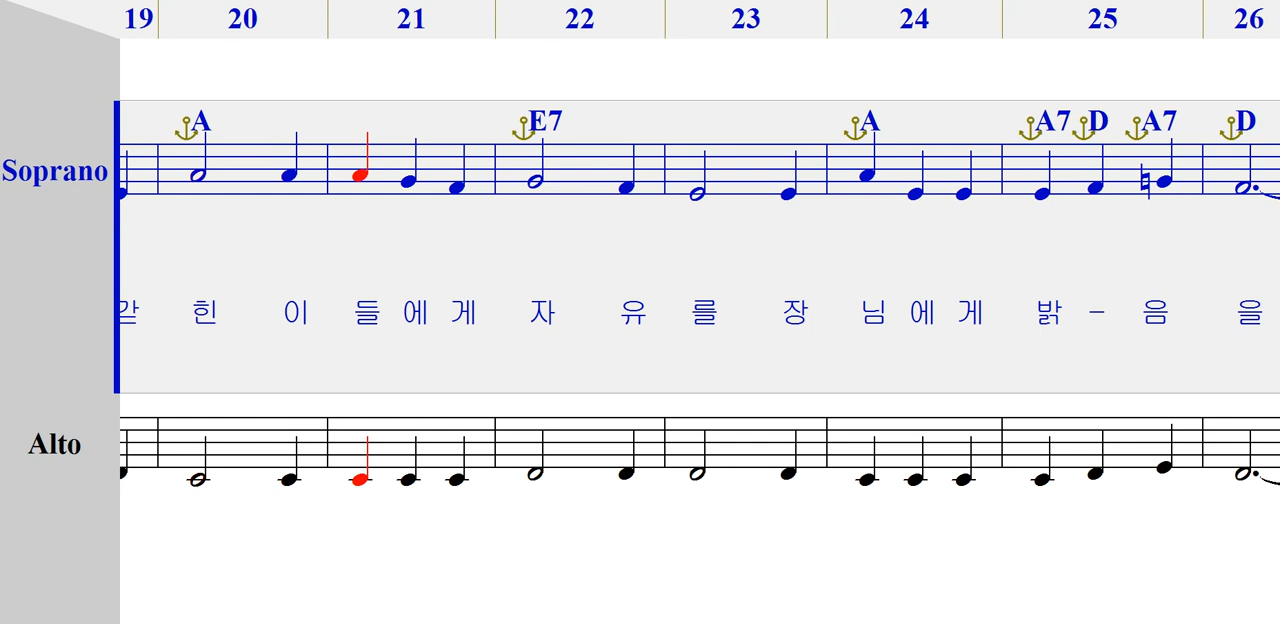 19 20 21 22 23 24 25 26
A E7 A A7 D A7 D
Soprano
갇 힌 이 들 에 게 자 유 를 장 님 에 게 밝 - 음 을
Alto